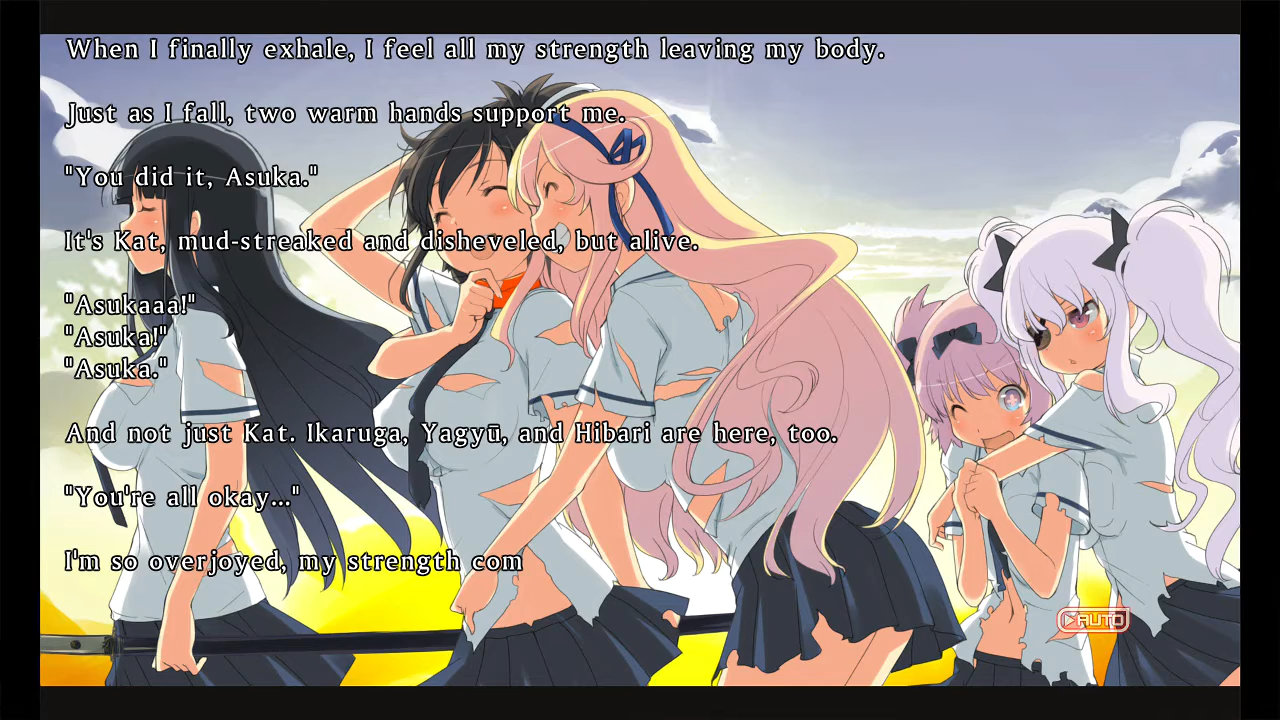 When I finally exhale, I feel all my strength leaving my body.
Just as I fall, two warm hands support me.
"You did it, Asuka."
It's Kat, mud-streaked and disheveled, but alive.
"Asukaaa!"
"Asuka!"
"Asuka."
And not just Kat. Ikaruga, Yagyū, and Hibari are here, too.
"You're all okay..."
I'm so overjoyed, my strength com
AUTO